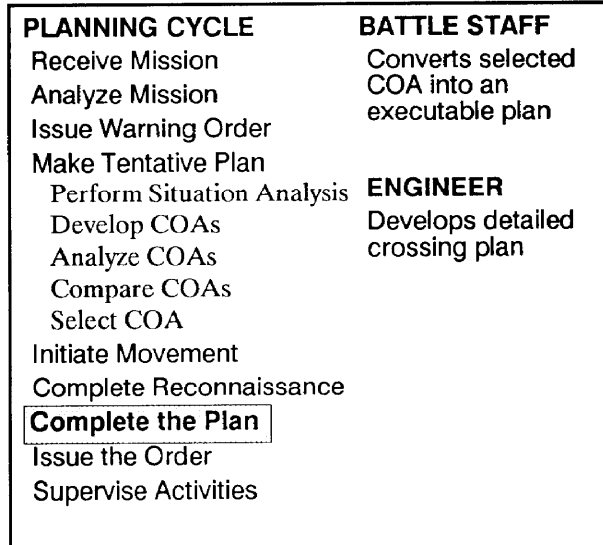 PLANNING CYCLE
Receive Mission
Analyze Mission
Issue Warning Order
Make Tentative Plan
Perform Situation Analysis
Develop COAs
Analyze COAs
Compare COAs
Select COA
Initiate Movement
Complete Reconnaissance
Complete the Plan
Issue the Order
Supervise Activities
BATTLE STAFF
Converts selected
COA into an
executable plan
ENGINEER
Develops detailed
crossing plan